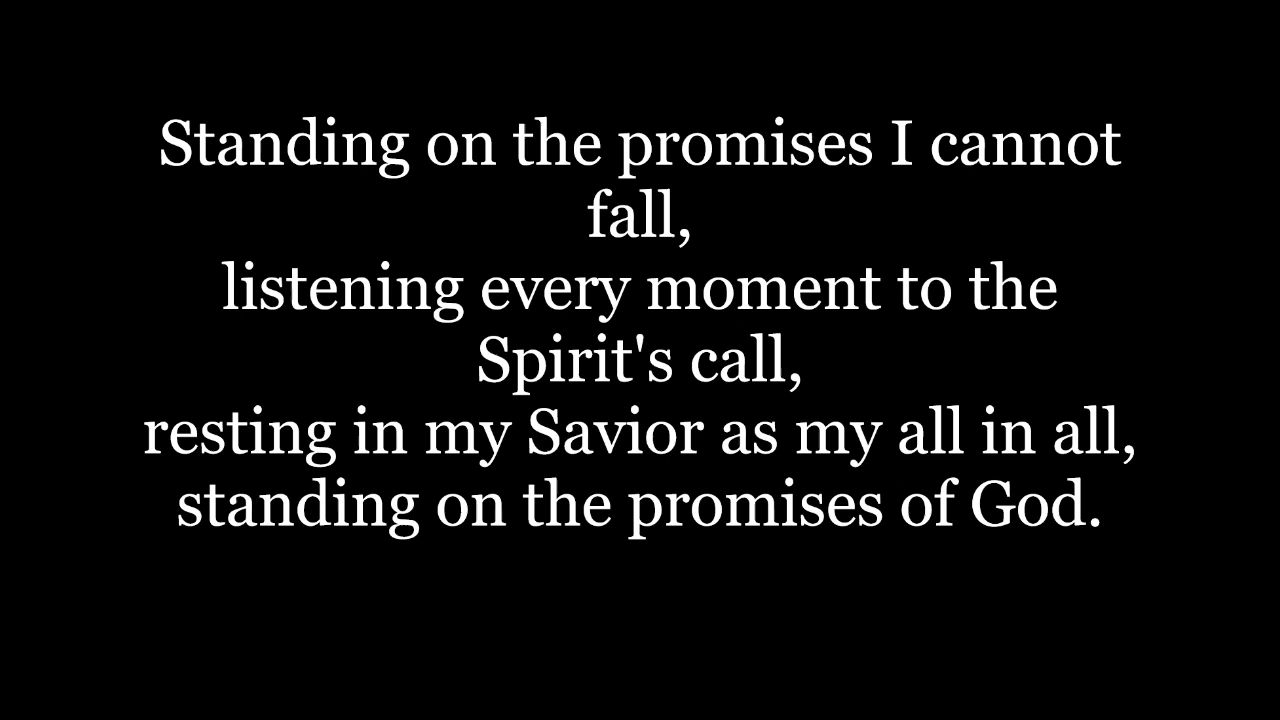 Standing on the promises I cannot
fall,
listening every moment to the
Spirit's call,
resting in my Savior as my all in all,
standing on the promises of God.